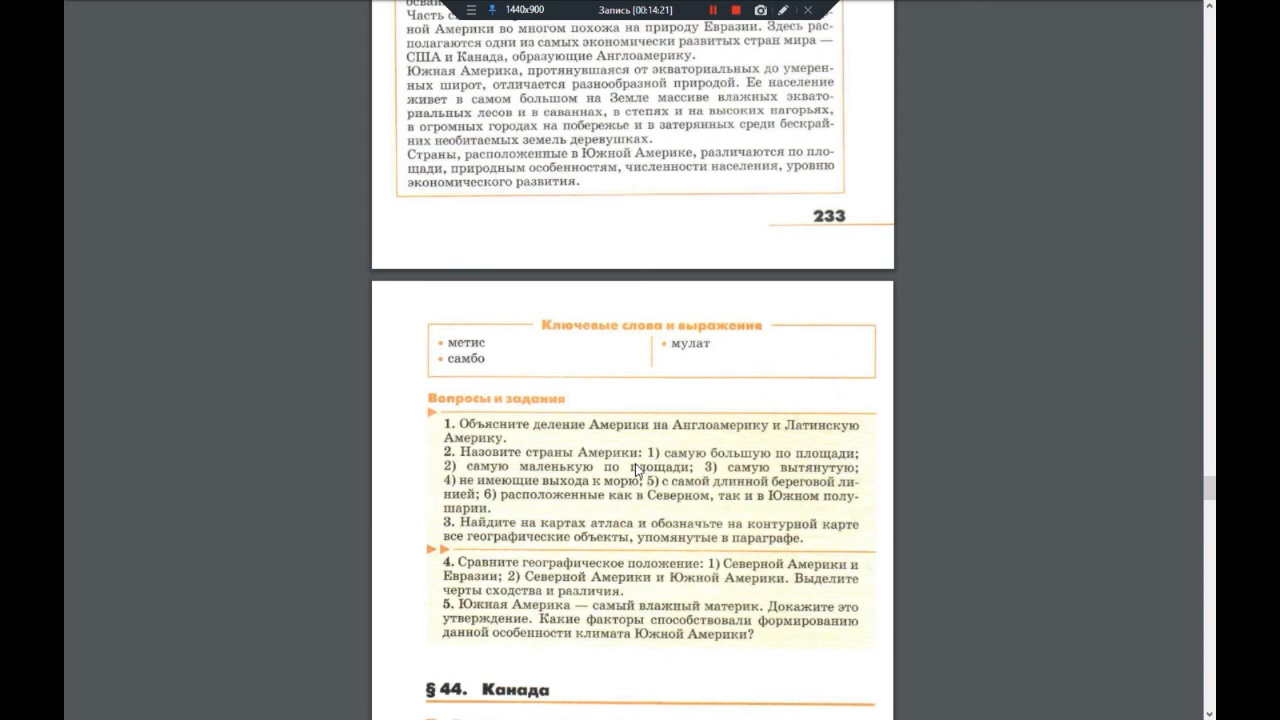 1440x900
Запись [00:14:21]
Часть
ной Америки во многом похожа на природу Евразии. Здесь рас-
полагаются одни из самых экономически развитых стран мира —
США и Канада, образующие Англоамерику.
Южная Америка, протянувшаяся от экваториальных до умерен-
ных широт, отличается разнообразной природой. Ее население
живет в самом большом на Земле массиве влажных эквато-
риальных лесов и в саваннах, в степях и на высоких нагорьях,
в огромных городах на побережье и в затерянных среди бескрай-
них необитаемых земель деревушках.
Страны, расположенные в Южной Америке, различаются по пло-
щади, природным особенностям, численности населения, уровню
экономического развития.
233
Ключевые слова и выражения
• метис
• самбо
• мулат
Вопросы и задания
1. Объясните деление Америки на Англоамерику и Латинскую
Америку.
2. Назовите страны Америки: 1) самую большую по площади;
2) самую маленькую по площади; 3) самую вытянутую;
4) не имеющие выхода к морю; 5) с самой длинной береговой ли-
нией; 6) расположенные как в Северном, так и в Южном полу-
шарии.
3. Найдите на картах атласа и обозначьте на контурной карте
все географические объекты, упомянутые в параграфе.
4. Сравните географическое положение: 1) Северной Америки и
Евразии; 2) Северной Америки и Южной Америки. Выделите
черты сходства и различия.
5. Южная Америка — самый влажный материк. Докажите это
утверждение. Какие факторы способствовали формированию
данной особенности климата Южной Америки?
§ 44. Канада